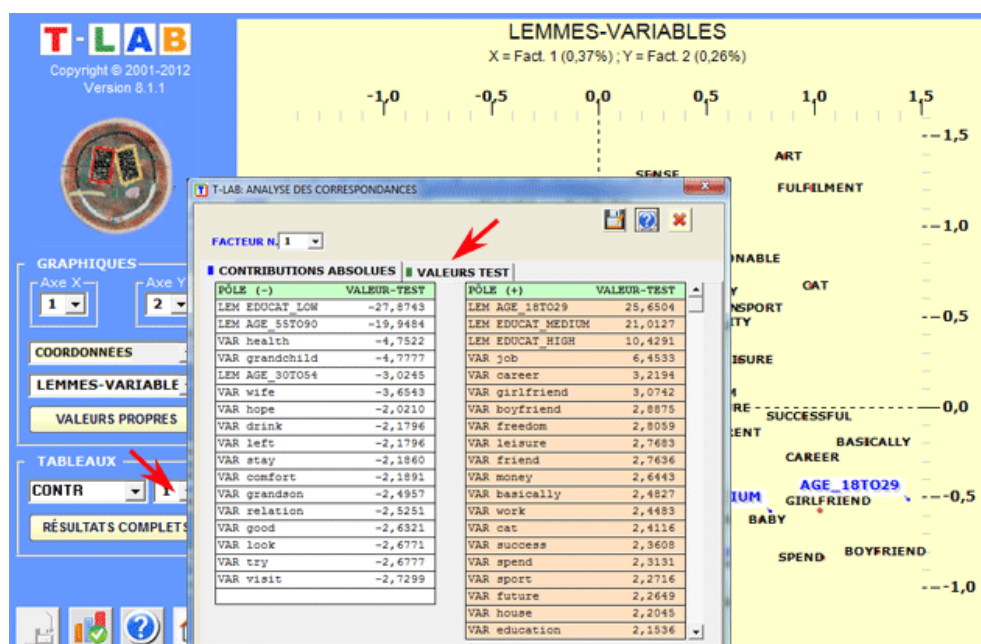 T-LAB
Copyright © 2001-2012
Version 8.1.1
GRAPHIQUES
Axe X
Axe Y
1
2
COORDONNÉES
LEMMES-VARIABLE
VALEURS PROPRES
TABLEAUX
CONTR
1
RÉSULTATS COMPLETS
LEMMES-VARIABLES
X = Fact. 1 (0,37%) ; Y = Fact. 2 (0,26%)
-1,0 -0,5 0,0 0,5 1,0 1,5
1,5
ART
SENSE
FULFILMENT
1,0
T-LAB: ANALYSE DES CORRESPONDANCES
FACTEUR N. 1
CONTRIBUTIONS ABSOLUES VALEURS TEST
PÔLE (-) VALEUR-TEST
LEM EDUCAT_LOW -27,8743
LEM AGE_55TO90 -19,9484
VAR health -4,7522
VAR grandchild -4,7777
LEM AGE_30TO54 -3,0245
VAR wife -3,6543
VAR hope -2,0210
VAR drink -2,1796
VAR left -2,1796
VAR stay -2,1860
VAR comfort -2,1891
VAR grandson -2,4957
VAR relation -2,5251
VAR good -2,6321
VAR look -2,6771
VAR try -2,6777
VAR visit -2,7299
PÔLE (+) VALEUR-TEST
LEM AGE_18TO29 25,6504
LEM EDUCAT_MEDIUM 21,0127
LEM EDUCAT_HIGH 10,4291
VAR job 6,4533
VAR career 3,2194
VAR girlfriend 3,0742
VAR boyfriend 2,8875
VAR freedom 2,8059
VAR leisure 2,7683
VAR friend 2,7636
VAR money 2,6443
VAR basically 2,4827
VAR work 2,4483
VAR cat 2,4116
VAR success 2,3608
VAR spend 2,3131
VAR sport 2,2716
VAR future 2,2649
VAR house 2,2045
VAR education 2,1536
NABLE
CAT
Y
NSPORT
ITY
0,5
ISURE
RE
0,0
SUCCESSFUL
ENT
BASICALLY
CAREER
AGE_18TO29
IUM
GIRLFRIEND
-0,5
BABY
SPEND
BOYFRIEND
-1,0